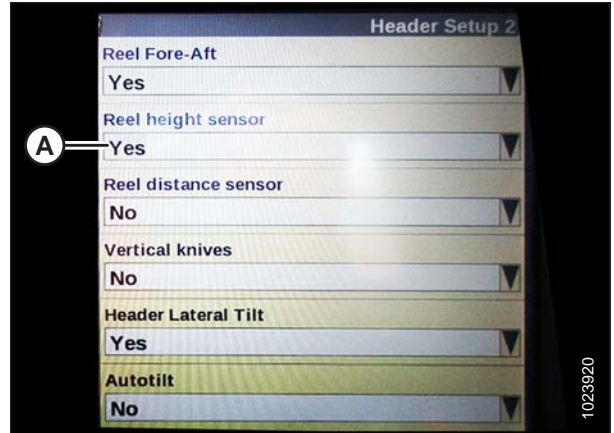 Header Setup 2
Reel Fore-Aft
Yes
Reel height sensor
A
Yes
Reel distance sensor
No
Vertical knives
No
Header Lateral Tilt
Yes
Autotilt
No
1023920